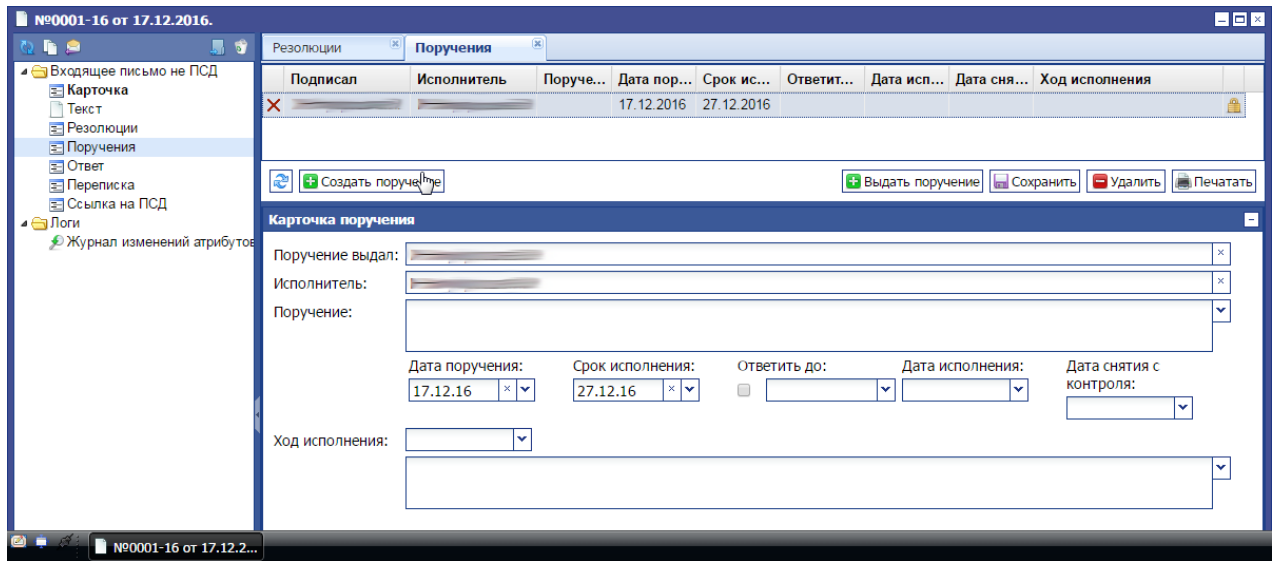 №0001-16 от 17.12.2016.
Входящее письмо не ПСД
Карточка
Текст
Резолюции
Поручения
Ответ
Переписка
Ссылка на ПСД
Логи
Журнал изменений атрибутов
Резолюции Поручения
Подписал Исполнитель Поруче... Дата пор... Срок ис... Ответит... Дата исп... Дата сня... Ход исполнения
17.12.2016 27.12.2016
Создать поручение Выдать поручение Сохранить Удалить Печатать
Карточка поручения
Поручение выдал:
Исполнитель:
Поручение:
Дата поручения: Срок исполнения: Ответить до: Дата исполнения: Дата снятия с контроля:
17.12.16 27.12.16
Ход исполнения:
№0001-16 от 17.12.2...